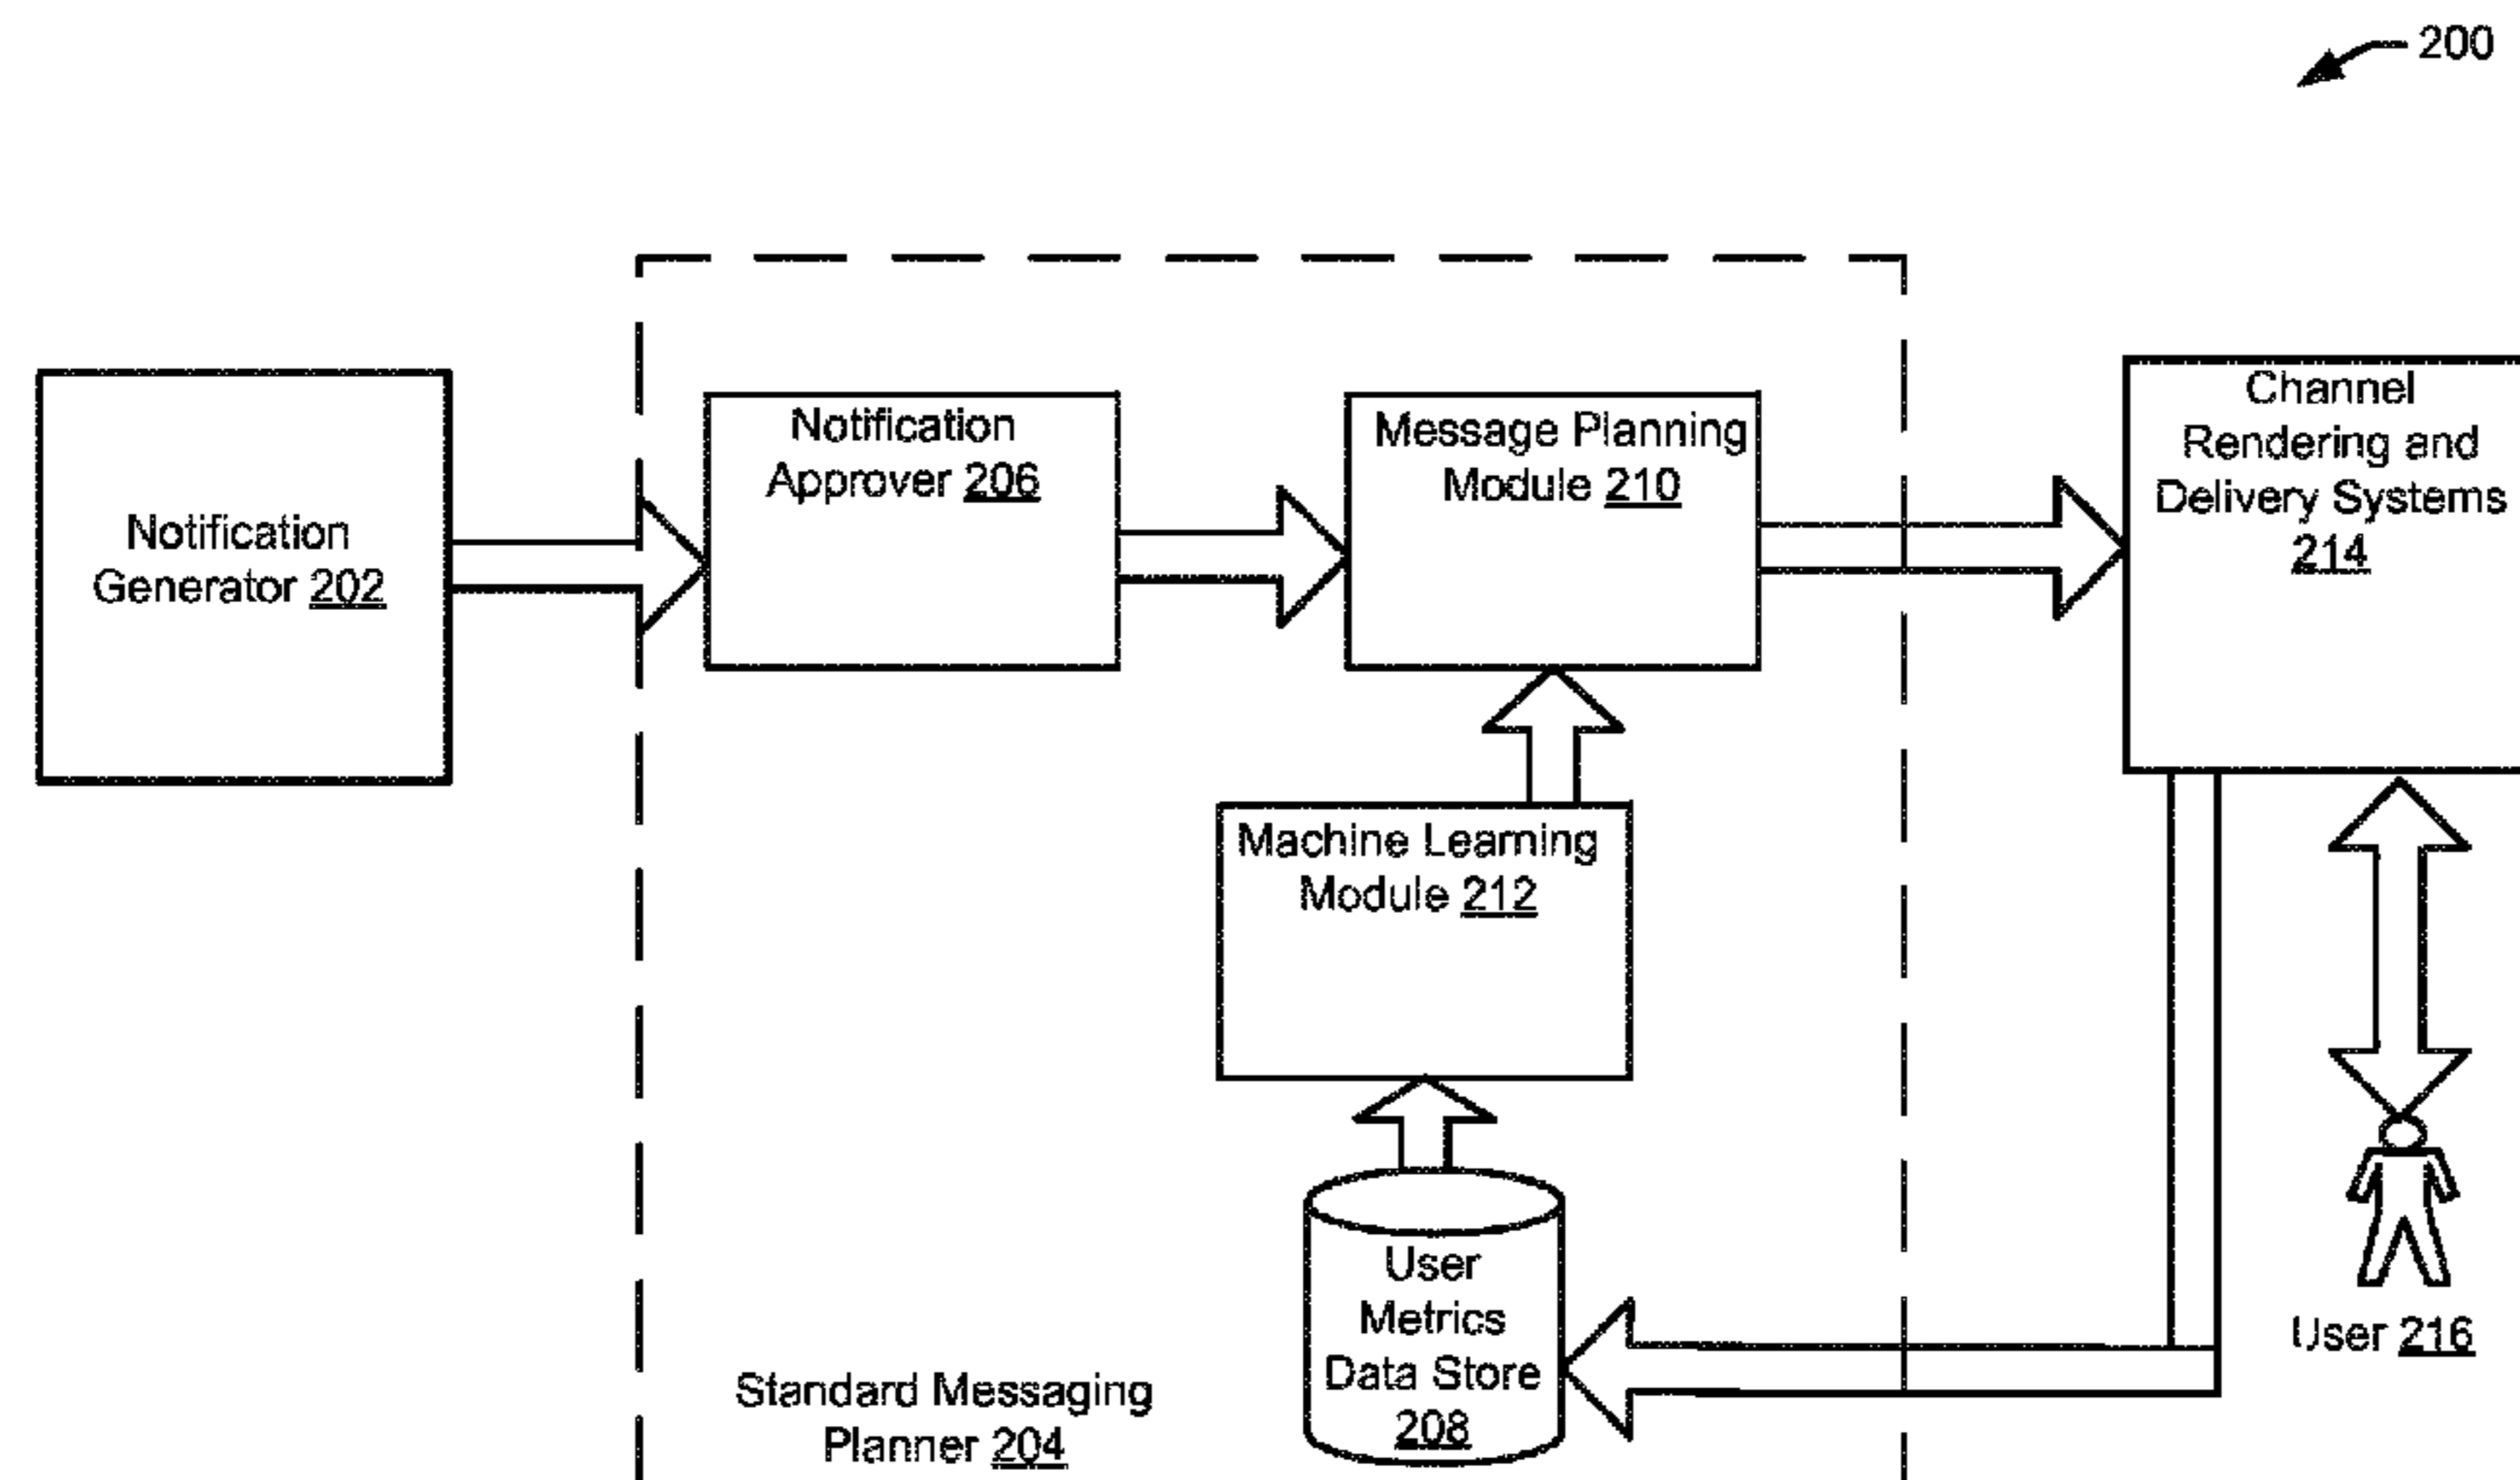 200
Notification
Generator 202
Notification
Approver 206
Message Planning
Module 210
Channel
Rendering and
Delivery Systems
214
Machine Learning
Module 212
User
Metrics
Data Store
208
User 216
Standard Messaging
Planner 204